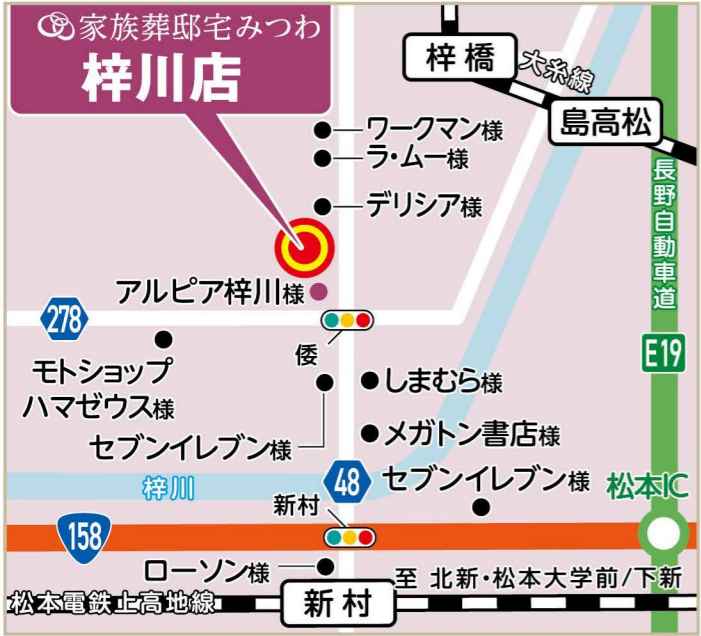 家族葬邸宅みつわ
梓川店
梓橋
大糸線
島高松
ワークマン様
ラ・ムー様
デリシア様
長野自動車道
アルピア梓川様
278
倭
E19
モトショップ
ハマゼウス様
しまむら様
セブンイレブン様
メガトン書店様
梓川
48
セブンイレブン様
松本IC
新村
158
ローソン様
至 北新・松本大学前/下新
松本電鉄上高地線
新村